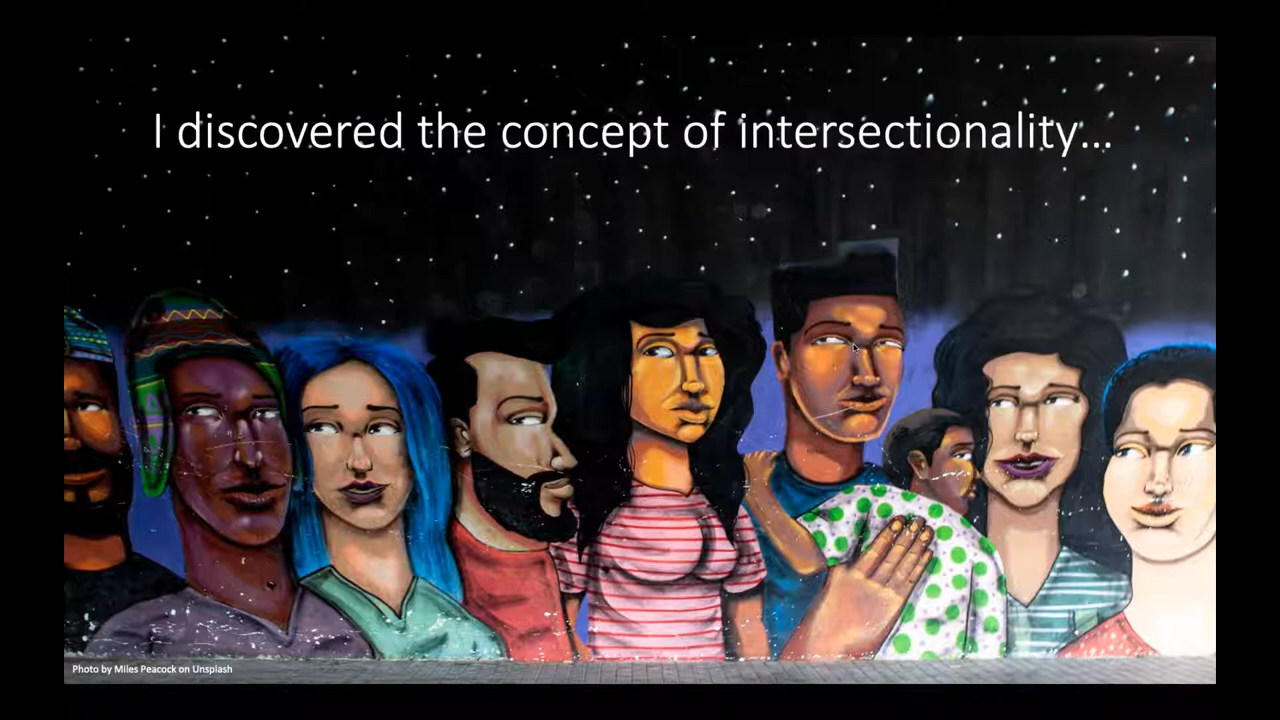 I discovered the concept of intersectionality...
Photo by Miles Peacock on Unsplash